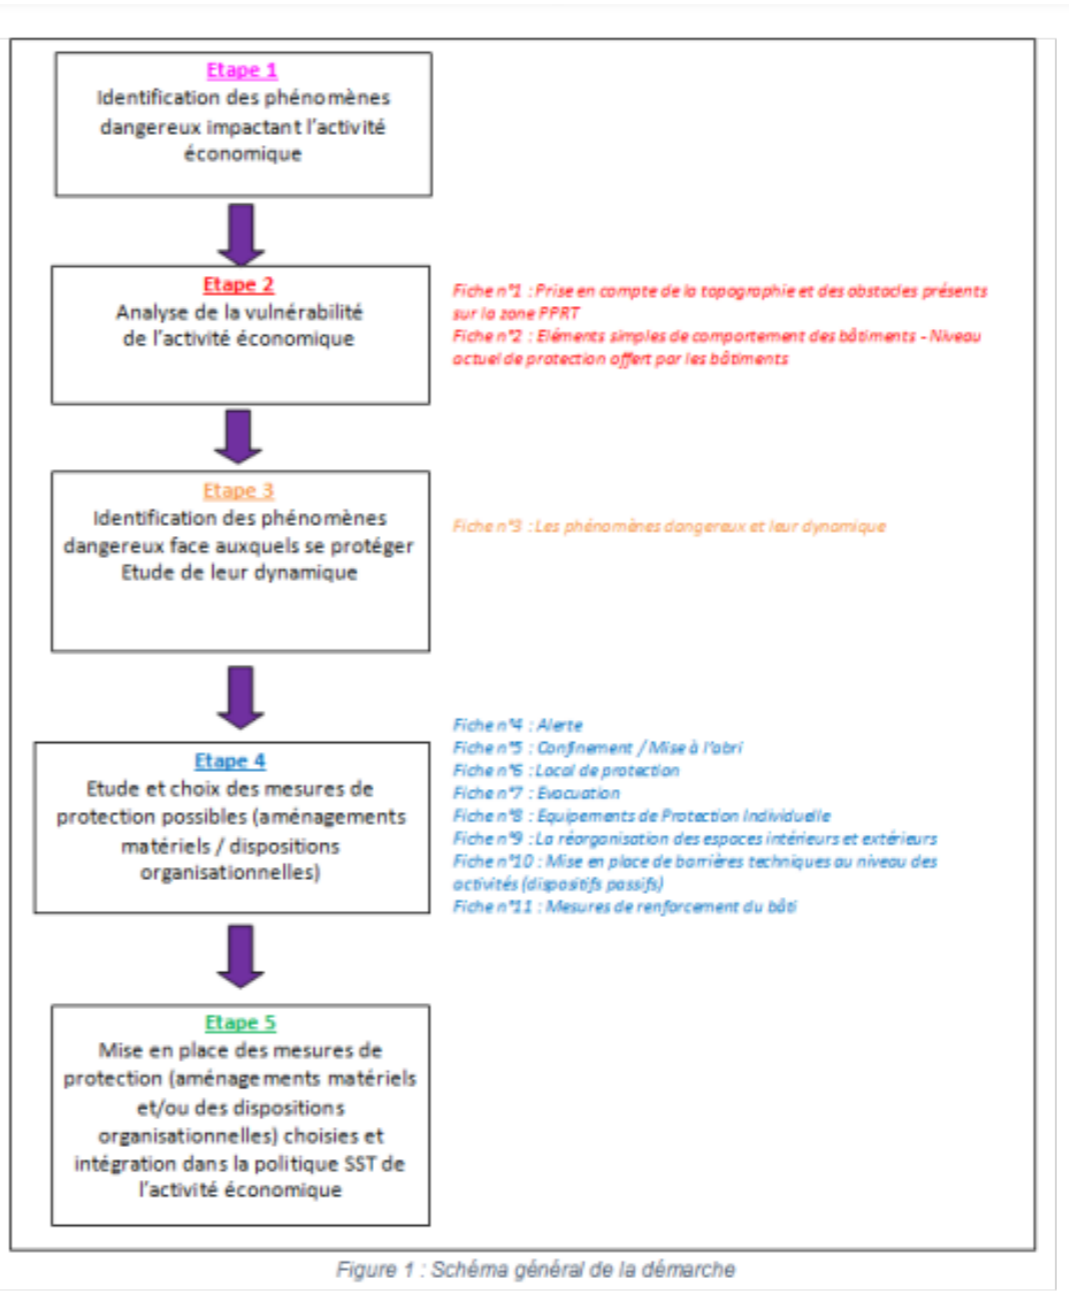 Etape 1
Identification des phénomènes
dangereux impactant l'activité
économique
Etape 2
Analyse de la vulnérabilité
de l'activité économique
Fiche n°1 : Prise en compte de la topographie et des obstacles présents
sur la zone PPRT
Fiche n°2 : Eléments simples de comportement des bâtiments - Niveau
actuel de protection offert par les bâtiments
Etape 3
Identification des phénomènes
dangereux face auxquels se protéger
Etude de leur dynamique
Fiche n°3 : Les phénomènes dangereux et leur dynamique
Etape 4
Etude et choix des mesures de
protection possibles (aménagements
matériels / dispositions
organisationnelles)
Fiche n°4 : Alerte
Fiche n°5 : Confinement / Mise à l'abri
Fiche n°6 : Local de protection
Fiche n°7 : Evacuation
Fiche n°8 : Equipements de Protection Individuelle
Fiche n°9 : La réorganisation des espaces intérieurs et extérieurs
Fiche n°10 : Mise en place de barrières techniques au niveau des
activités (dispositifs passifs)
Fiche n°11 : Mesures de renforcement du bâti
Etape 5
Mise en place des mesures de
protection (aménagements matériels
et/ou des dispositions
organisationnelles) choisies et
intégration dans la politique SST de
l'activité économique
Figure 1 : Schéma général de la démarche